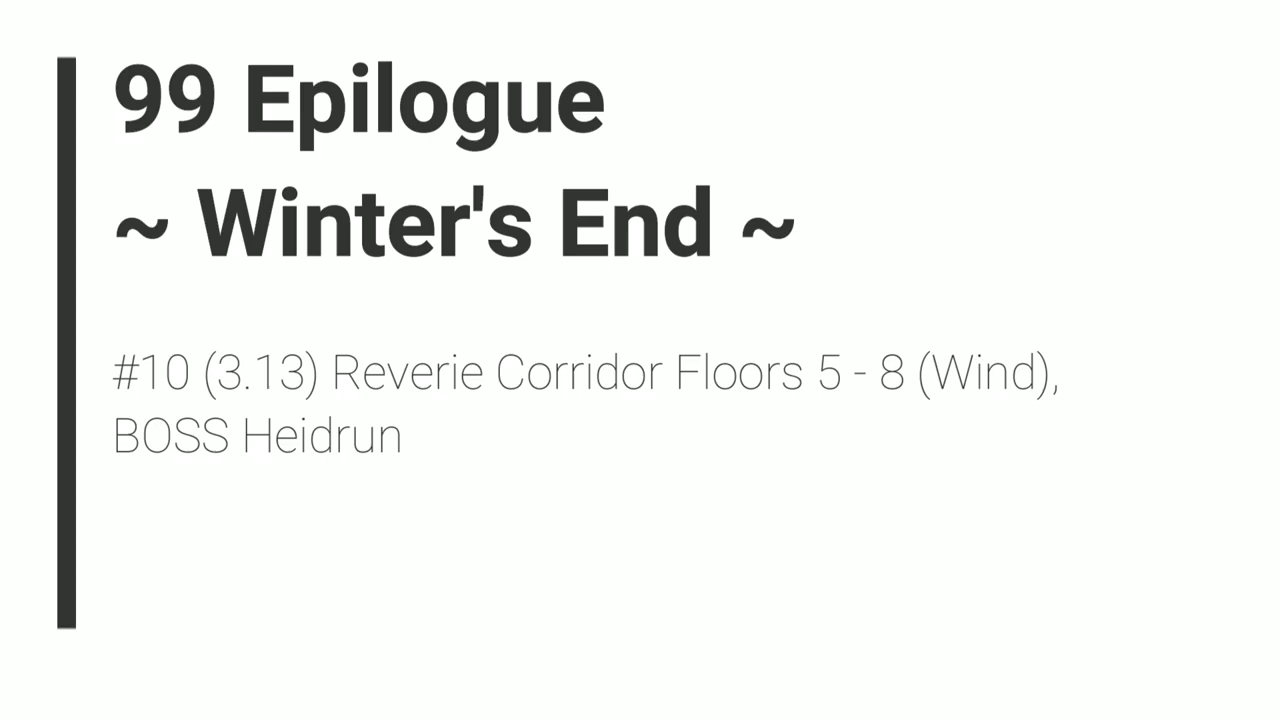 99 Epilogue
~ Winter's End ~
#10 (3.13) Reverie Corridor Floors 5 - 8 (Wind),
BOSS Heidrun